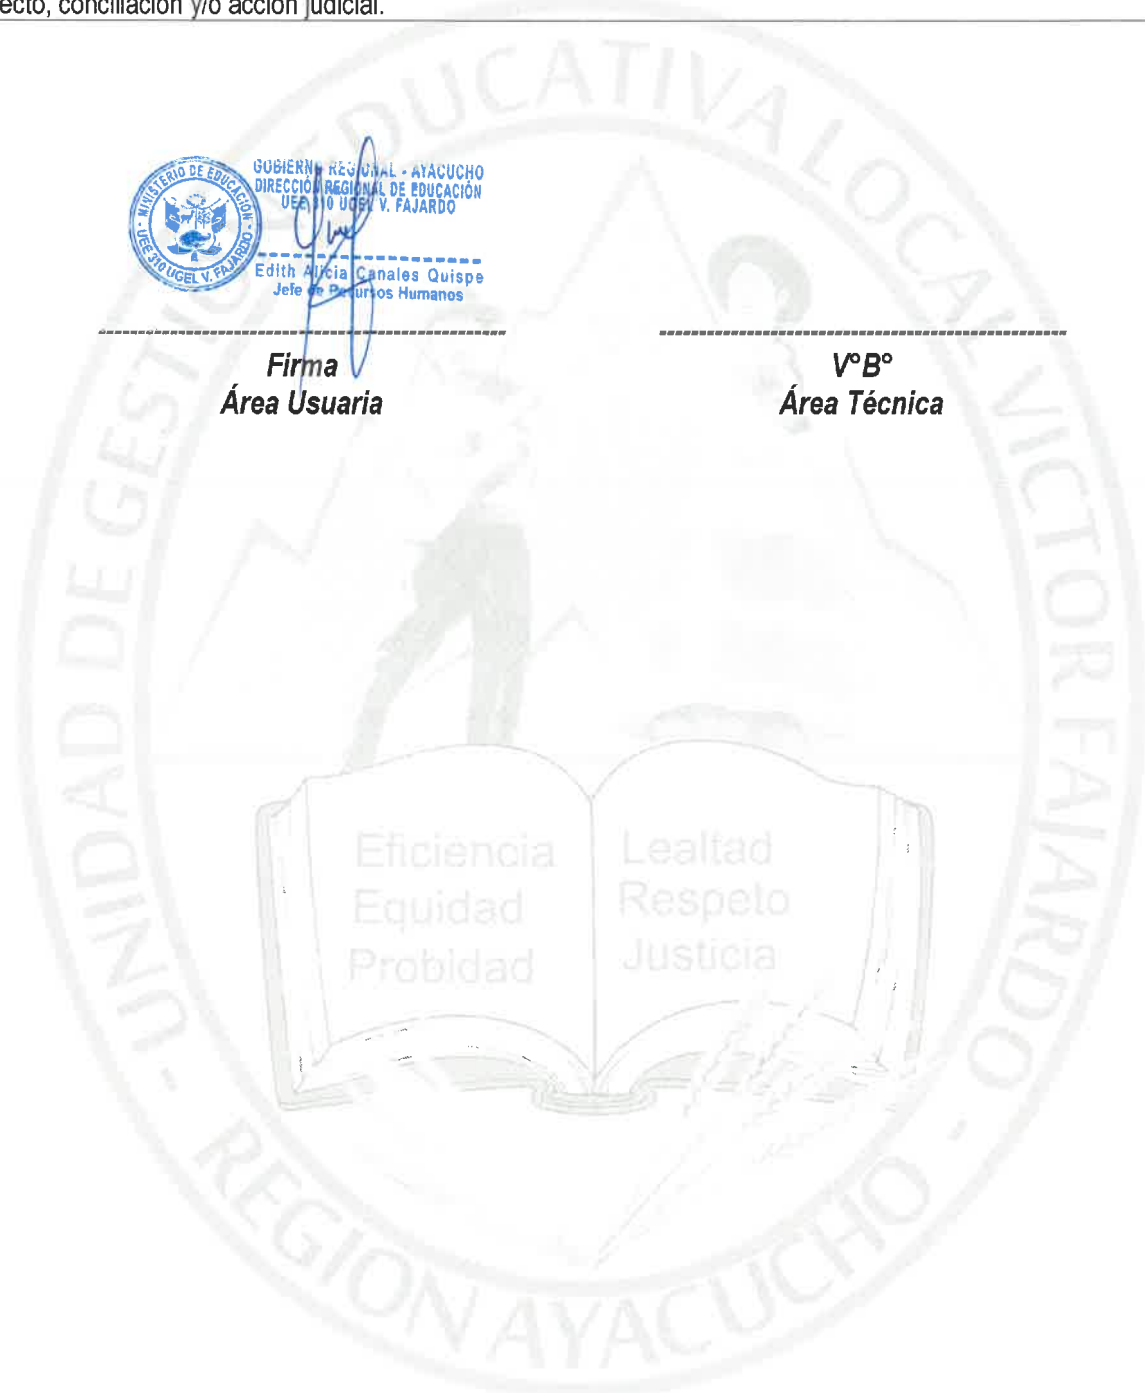 ecto, conciliación y/o acción judicial.
GOBIERNO REGIONAL - AYACUCHO
DIRECCIÓN REGIONAL DE EDUCACIÓN
UEE 310 UGEL V. FAJARDO
MINISTERIO DE EDUCACIÓN -
- UEE 310 UGEL V. FAJARDO -
Edith Alicia Canales Quispe
Jefe de Recursos Humanos
Firma
Área Usuaria
V°B°
Área Técnica
UNIDAD DE GESTION EDUCATIVA LOCAL VICTOR FAJARDO
- REGION AYACUCHO -
Eficiencia
Equidad
Probidad
Lealtad
Respeto
Justicia